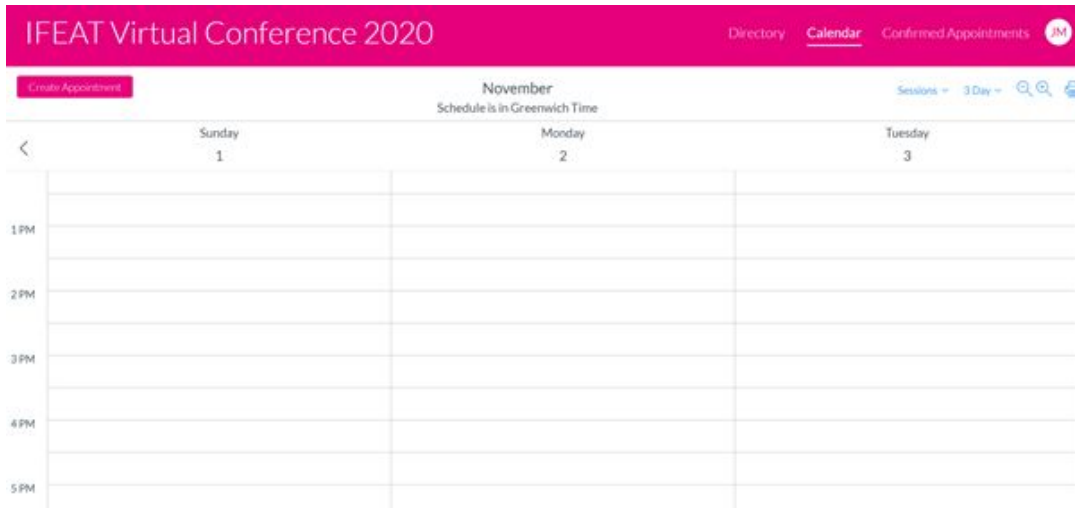 IFEAT Virtual Conference 2020
Directory Calendar Confirmed Appointments JM
Create Appointment
November
Schedule is in Greenwich Time
Sessions 3 Day
Sunday Monday Tuesday
1 2 3
1 PM
2 PM
3 PM
4 PM
5 PM